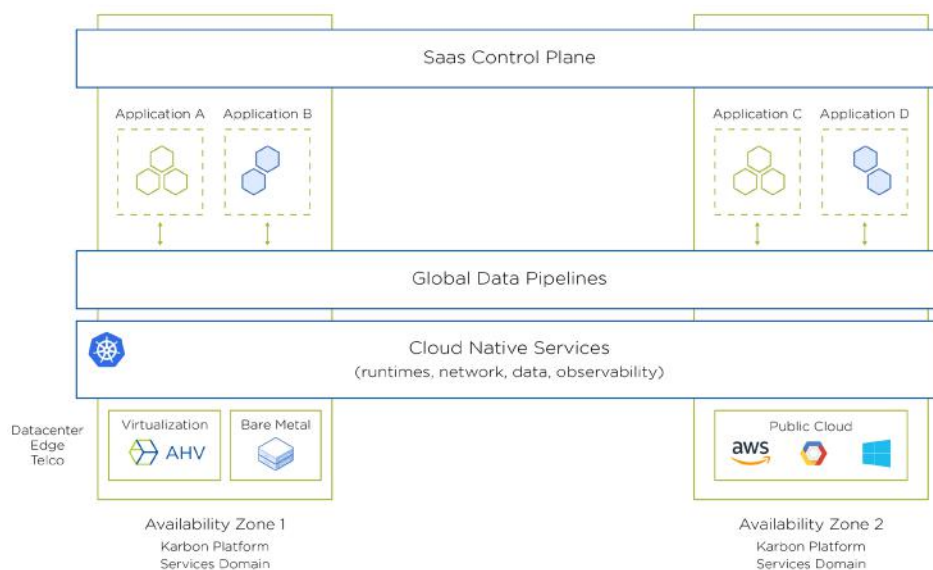 Saas Control Plane
Application A
Application B
Application C
Application D
Global Data Pipelines
Cloud Native Services
(runtimes, network, data, observability)
Datacenter
Edge
Telco
Virtualization
AHV
Bare Metal
Public Cloud
aws
Availability Zone 1
Karbon Platform
Services Domain
Availability Zone 2
Karbon Platform
Services Domain